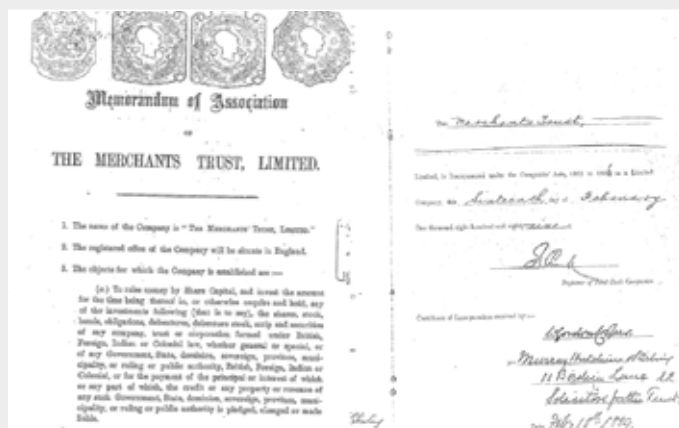 Memorandum of Association
OF
THE MERCHANTS TRUST, LIMITED.
1. The name of the Company is "THE MERCHANTS' TRUST, LIMITED."
2. The registered office of the Company will be situate in England.
3. The objects for which the Company is established are :—
(a.) To raise money by Share Capital, and invest the amount
for the time being thereof in, or otherwise acquire and hold, any
of the investments following (that is to say), the shares, stock,
bonds, obligations, debentures, debenture stock, scrip and securities
of any company, trust or corporation formed under British,
Foreign, Indian or Colonial law, whether general or special, or
of any Government, State, dominion, sovereign, province, muni-
cipality, or ruling or public authority, British, Foreign, Indian or
Colonial, or for the payment of the principal or interest of which
or any part of which, the credit or any property or revenue of
any such Government, State, dominion, sovereign, province, muni-
cipality, or ruling or public authority is pledged, charged or made
liable.
Merchants Trust,
Limited, is Incorporated under the Companies' Acts, 1862 to 1886, as a Limited
Company this Sixteenth day of February
One thousand eight hundred and eighty nine
Registrar of Joint Stock Companies
Certificate of Incorporation received by
Murray Hutchins
11 Birchin Lane EC
Solicitors for the Trust
Feby 18th 1889.